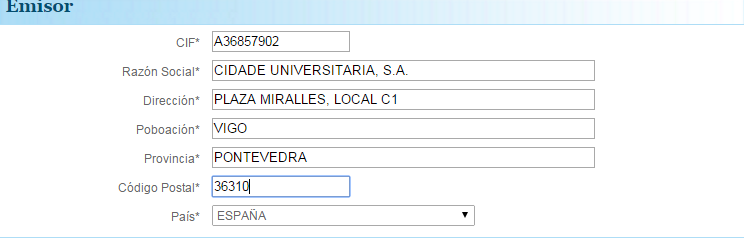 Emisor
CIF* A36857902
Razón Social* CIDADE UNIVERSITARIA, S.A.
Dirección* PLAZA MIRALLES, LOCAL C1
Poboación* VIGO
Provincia* PONTEVEDRA
Código Postal* 36310
País* ESPAÑA